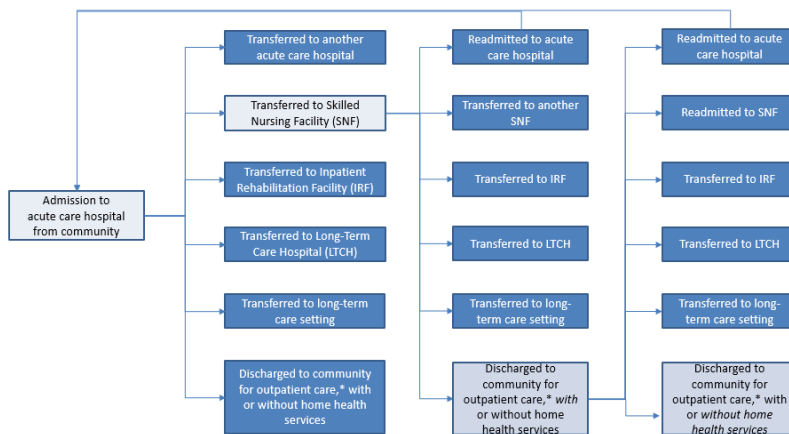 Admission to
acute care hospital
from community
Transferred to another
acute care hospital
Transferred to Skilled
Nursing Facility (SNF)
Transferred to Inpatient
Rehabilitation Facility (IRF)
Transferred to Long-Term
Care Hospital (LTCH)
Transferred to long-term
care setting
Discharged to community
for outpatient care,* with
or without home health
services
Readmitted to acute
care hospital
Transferred to another
SNF
Transferred to IRF
Transferred to LTCH
Transferred to long-
term care setting
Discharged to
community for
outpatient care,* with
or without home health
services
Readmitted to acute
care hospital
Readmitted to SNF
Transferred to IRF
Transferred to LTCH
Transferred to long-
term care setting
Discharged to
community for
outpatient care,* with
or without home health
services